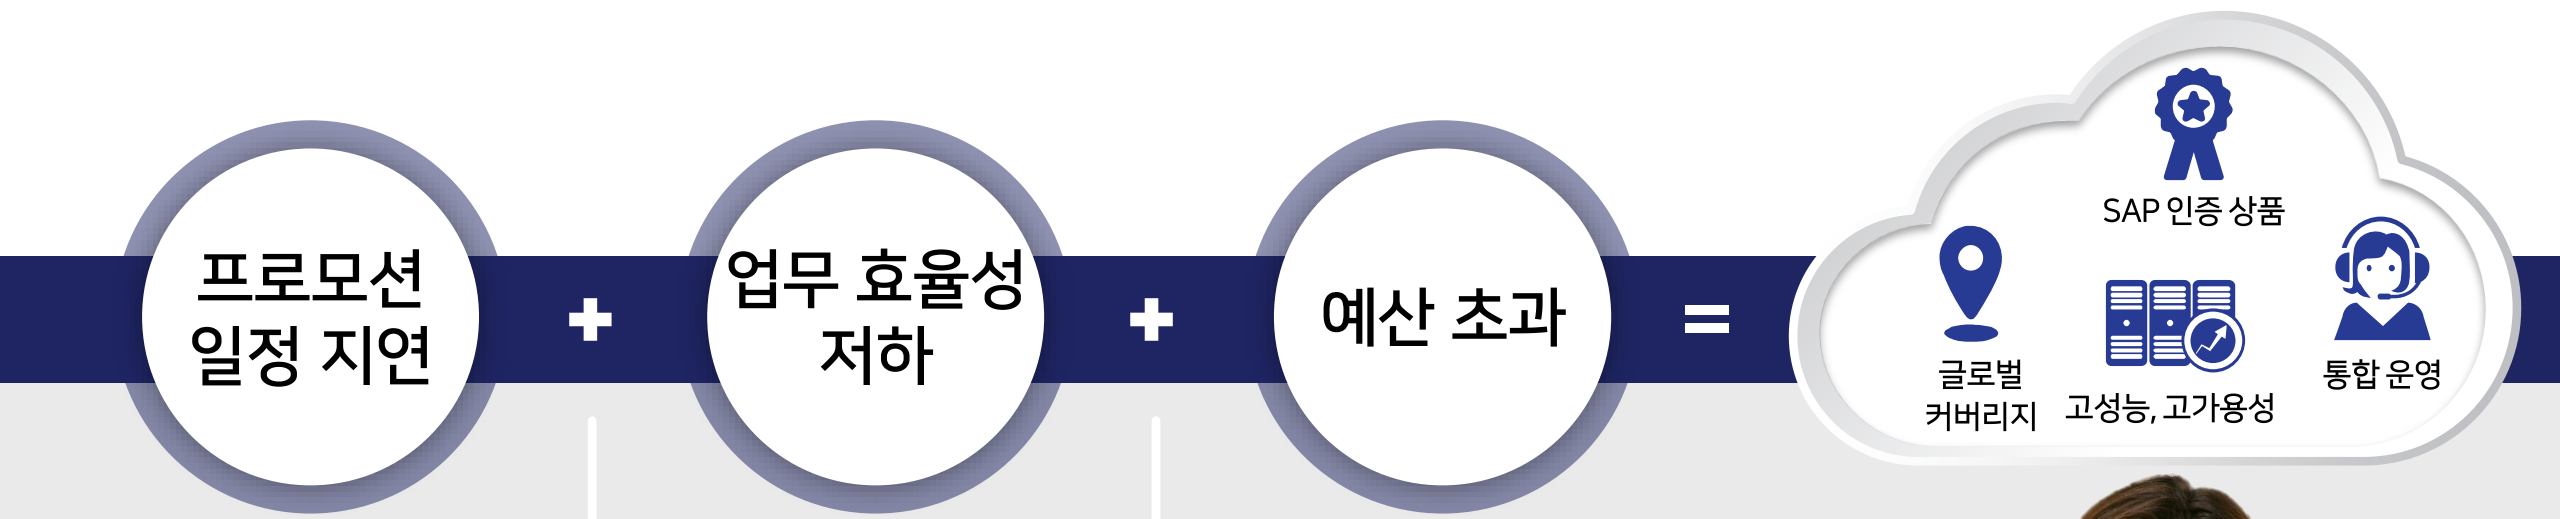 프로모션
일정 지연
+
업무 효율성
저하
+
예산 초과
=
SAP 인증 상품
글로벌
커버리지
고성능, 고가용성
통합 운영